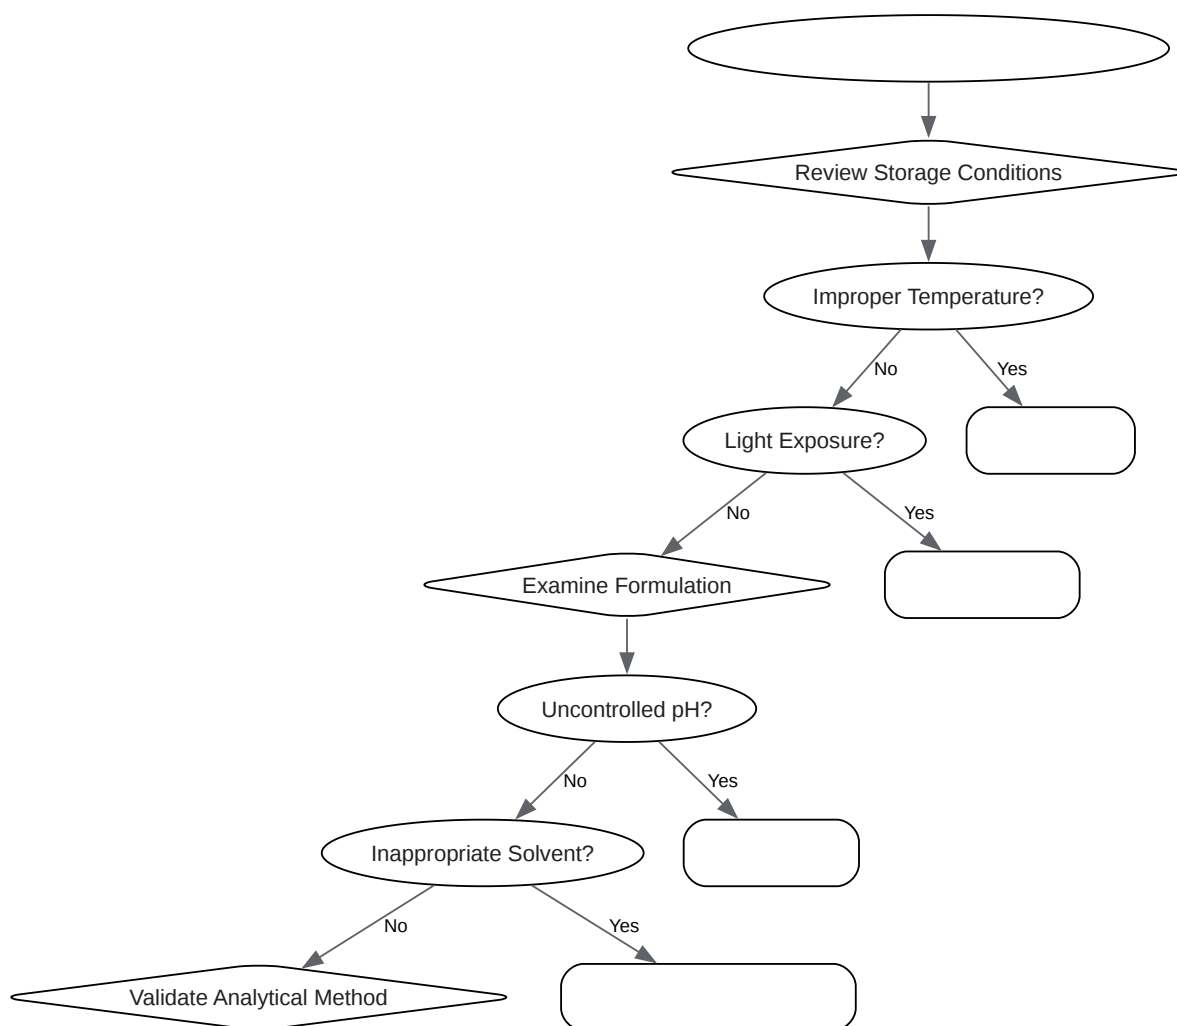 Review Storage Conditions
Improper Temperature?
No
Yes
Light Exposure?
No
Yes
Examine Formulation
Uncontrolled pH?
No
Yes
Inappropriate Solvent?
No
Yes
Validate Analytical Method